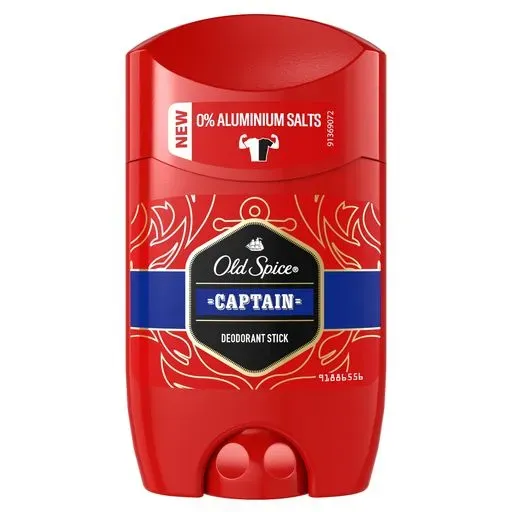 NEW
0% ALUMINIUM SALTS
91369072
Old Spice®
CAPTAIN
DEODORANT STICK
91886556